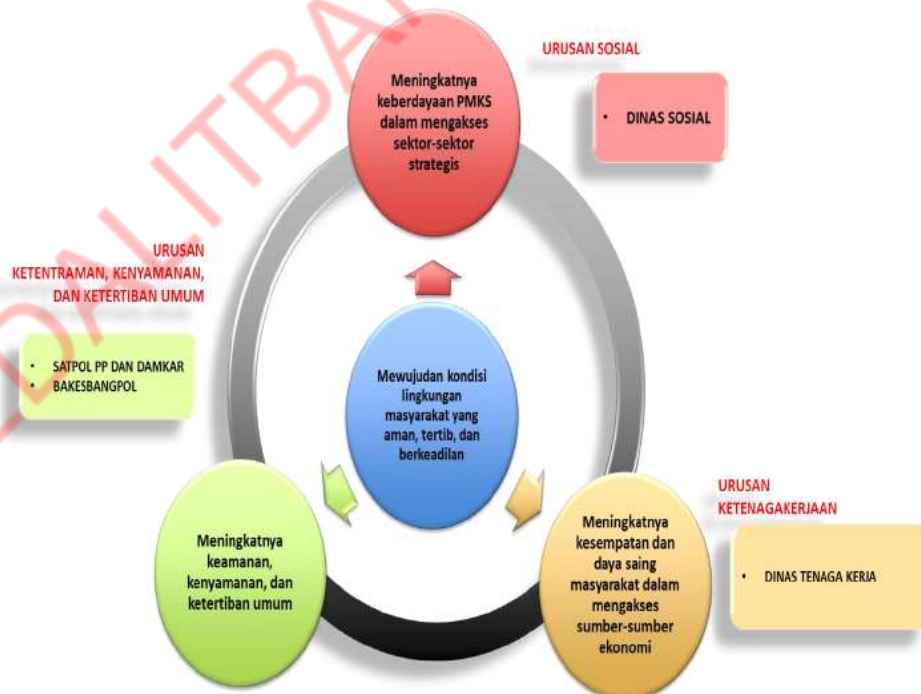 Meningkatnya
keberdayaan PMKS
dalam mengakses
sektor-sektor
strategis
URUSAN SOSIAL
• DINAS SOSIAL
URUSAN
KETENTRAMAN, KENYAMANAN,
DAN KETERTIBAN UMUM
• SATPOL PP DAN DAMKAR
• BAKESBANGPOL
Mewujudan kondisi
lingkungan
masyarakat yang
aman, tertib, dan
berkeadilan
Meningkatnya
keamanan,
kenyamanan, dan
ketertiban umum
Meningkatnya
kesempatan dan
daya saing
masyarakat dalam
mengakses
sumber-sumber
ekonomi
URUSAN
KETENAGAKERJAAN
• DINAS TENAGA KERJA